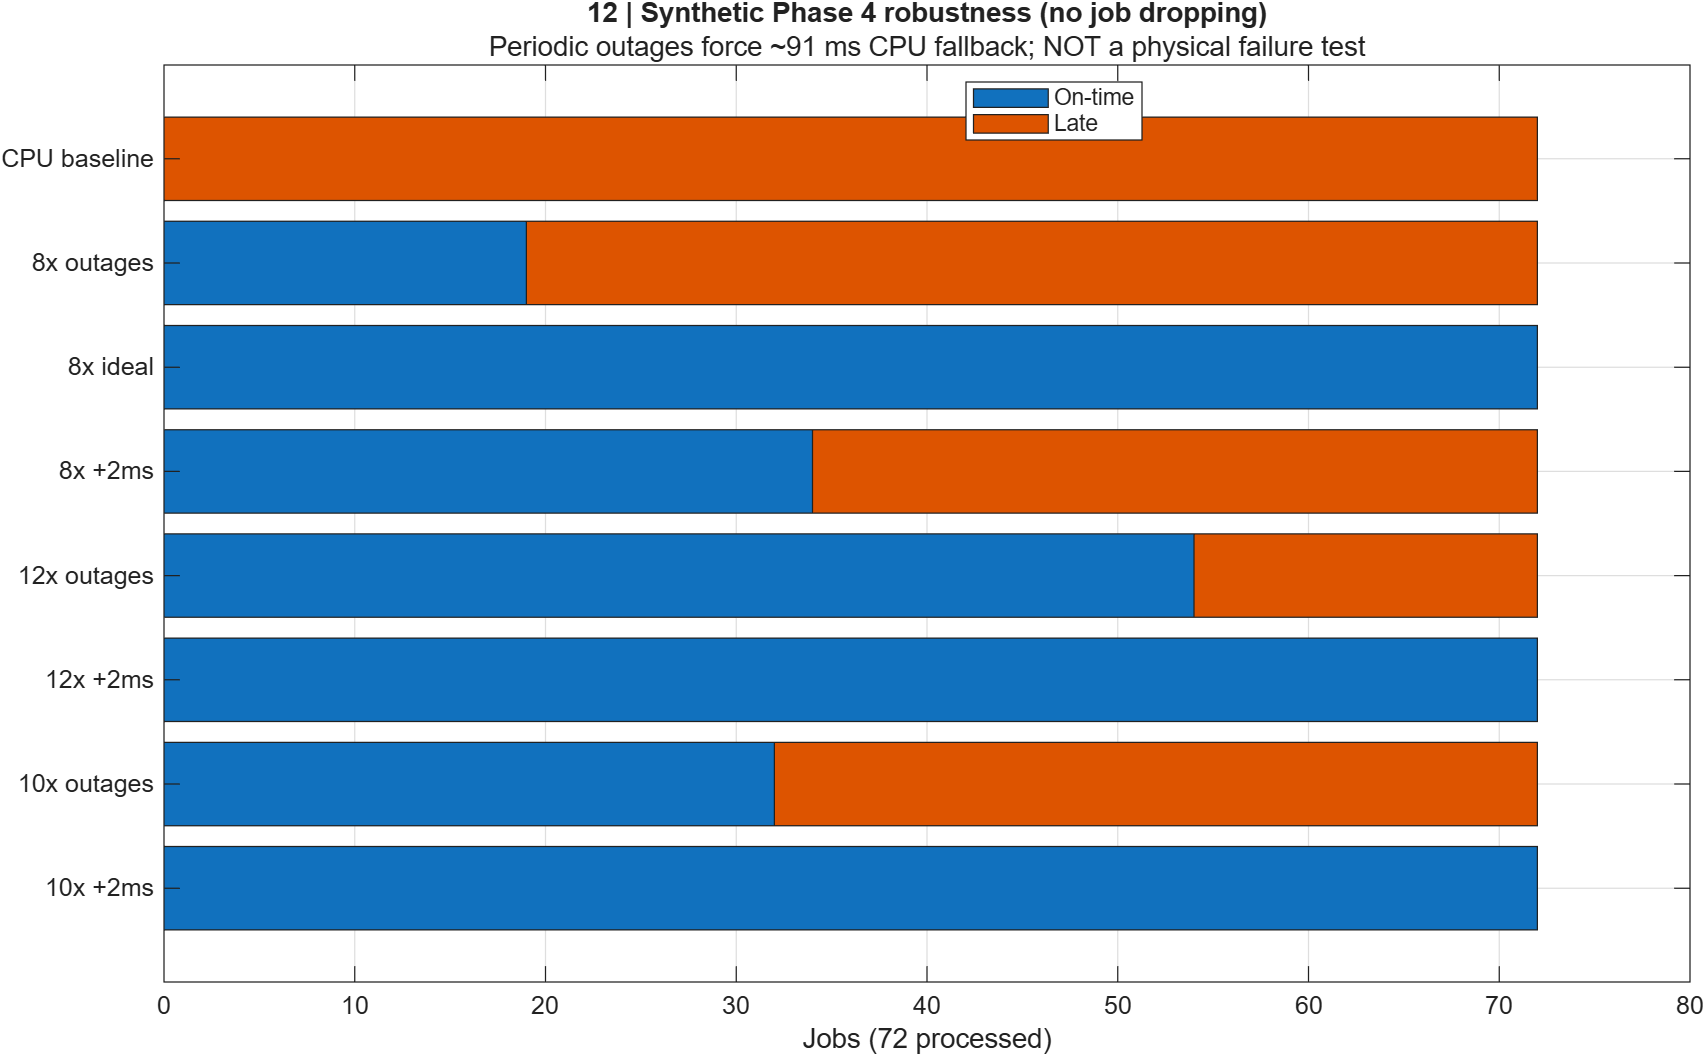 12 | Synthetic Phase 4 robustness (no job dropping)
Periodic outages force ~91 ms CPU fallback; NOT a physical failure test
On-time
Late
CPU baseline
8x outages
8x ideal
8x +2ms
12x outages
12x +2ms
10x outages
10x +2ms
0 10 20 30 40 50 60 70 80
Jobs (72 processed)